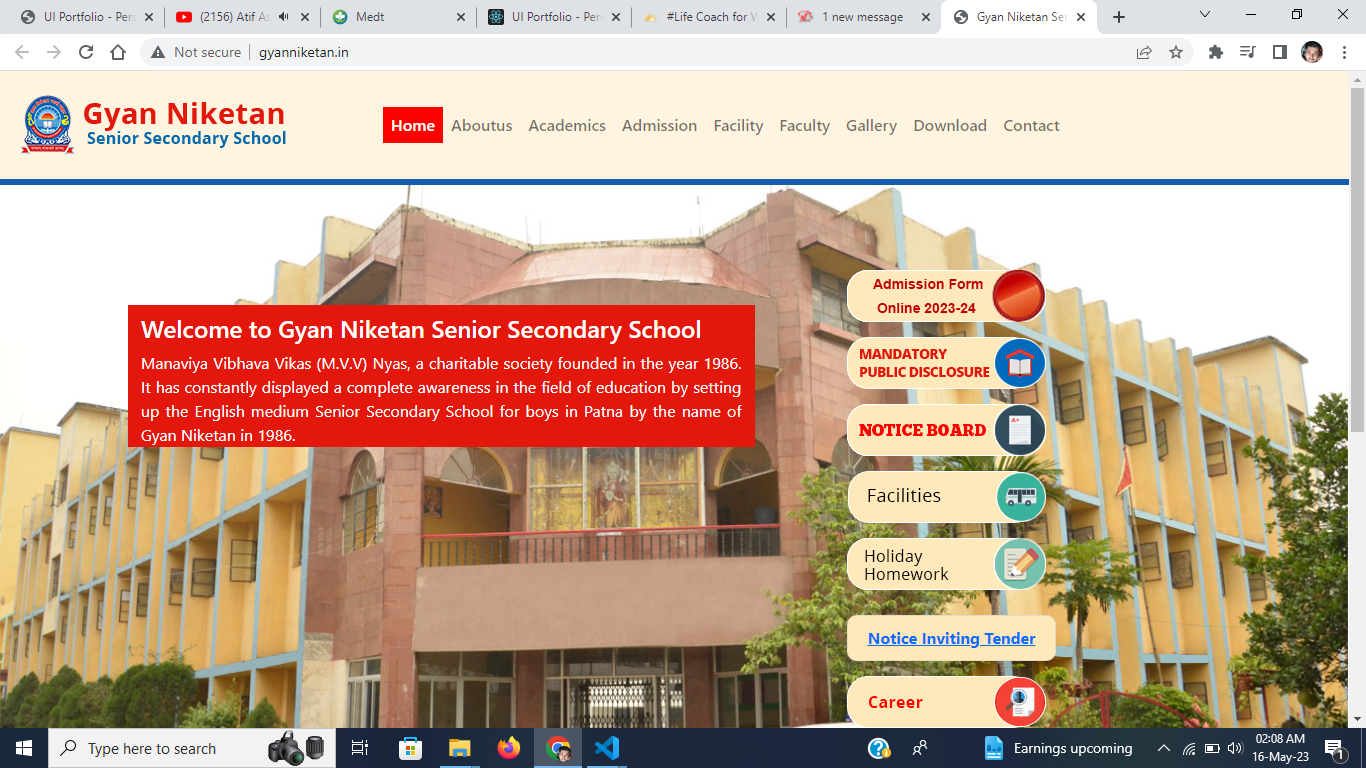 UI Portfolio - Pers
(2156) Atif As
Medt
UI Portfolio - Pers
#Life Coach for W
1 new message
Gyan Niketan Sen
Not secure
gyanniketan.in
Gyan Niketan
Senior Secondary School
Home
Aboutus
Academics
Admission
Facility
Faculty
Gallery
Download
Contact
Welcome to Gyan Niketan Senior Secondary School
Manaviya Vibhava Vikas (M.V.V) Nyas, a charitable society founded in the year 1986.
It has constantly displayed a complete awareness in the field of education by setting
up the English medium Senior Secondary School for boys in Patna by the name of
Gyan Niketan in 1986.
Admission Form
Online 2023-24
MANDATORY
PUBLIC DISCLOSURE
NOTICE BOARD
A+
Facilities
Holiday
Homework
Notice Inviting Tender
Career
Type here to search
Earnings upcoming
02:08 AM
16-May-23
1